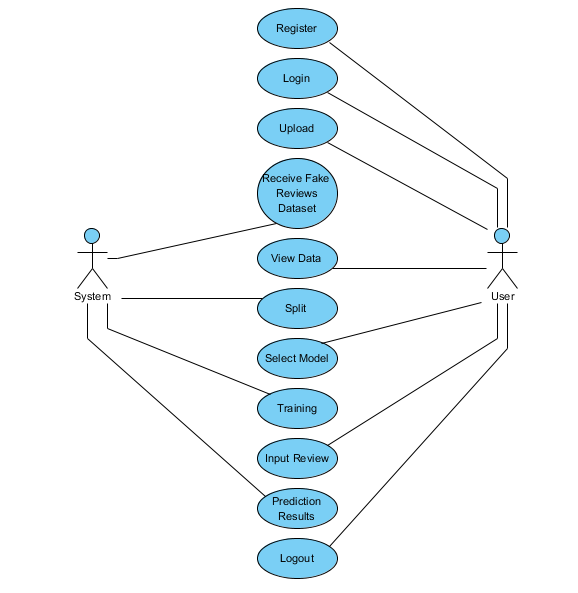 Register
Login
Upload
Receive Fake
Reviews
Dataset
View Data
System
User
Split
Select Model
Training
Input Review
Prediction
Results
Logout